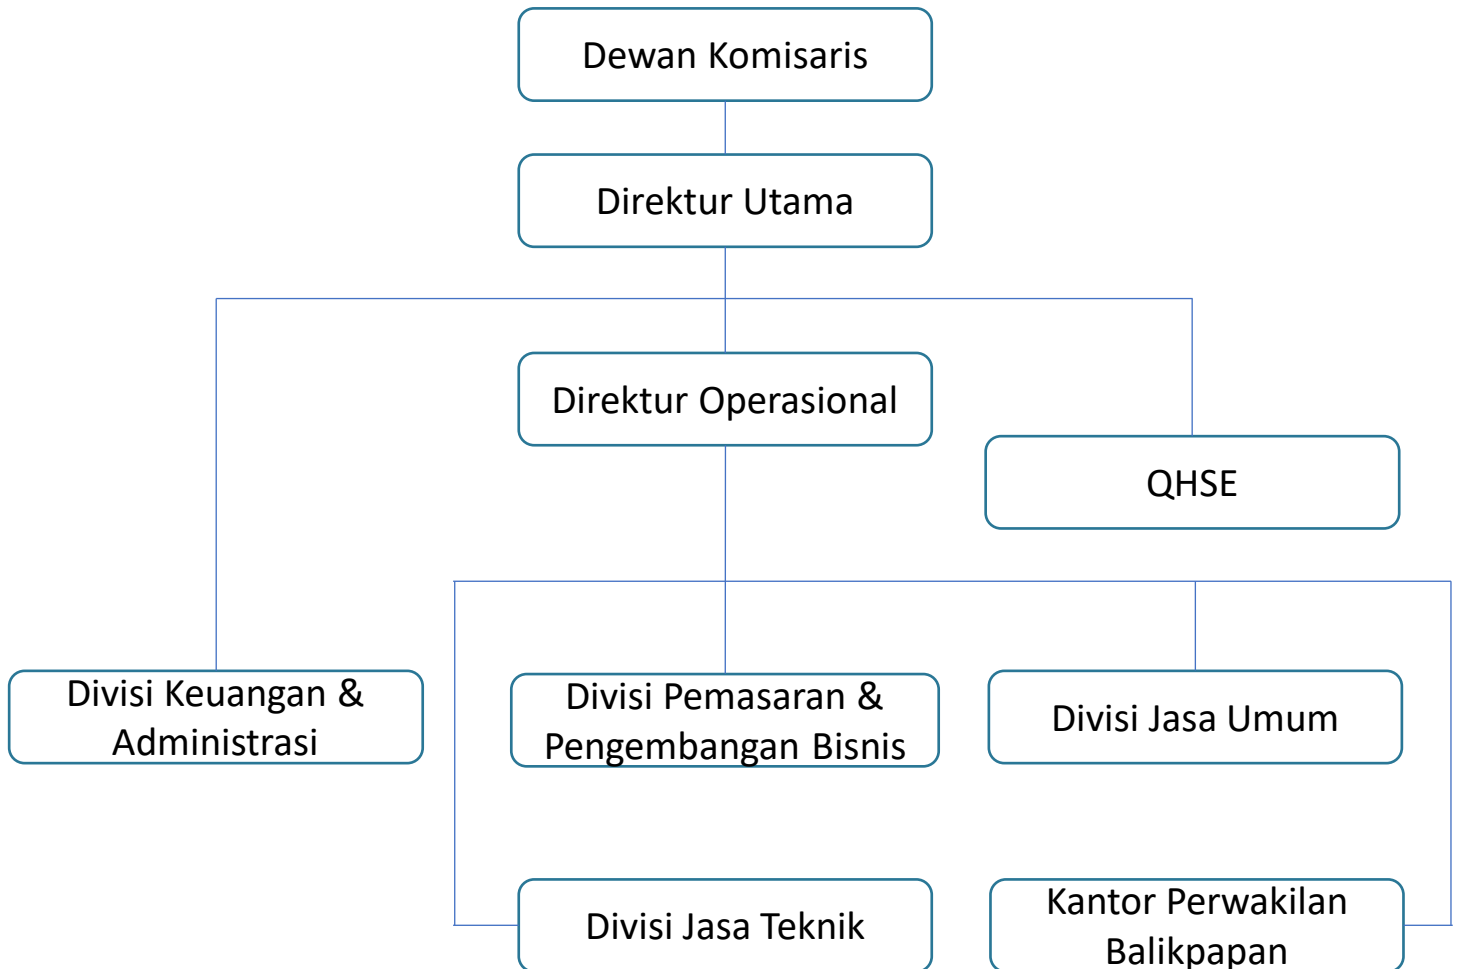 Dewan Komisaris
Direktur Utama
Direktur Operasional
QHSE
Divisi Keuangan &
Administrasi
Divisi Pemasaran &
Pengembangan Bisnis
Divisi Jasa Umum
Divisi Jasa Teknik
Kantor Perwakilan
Balikpapan